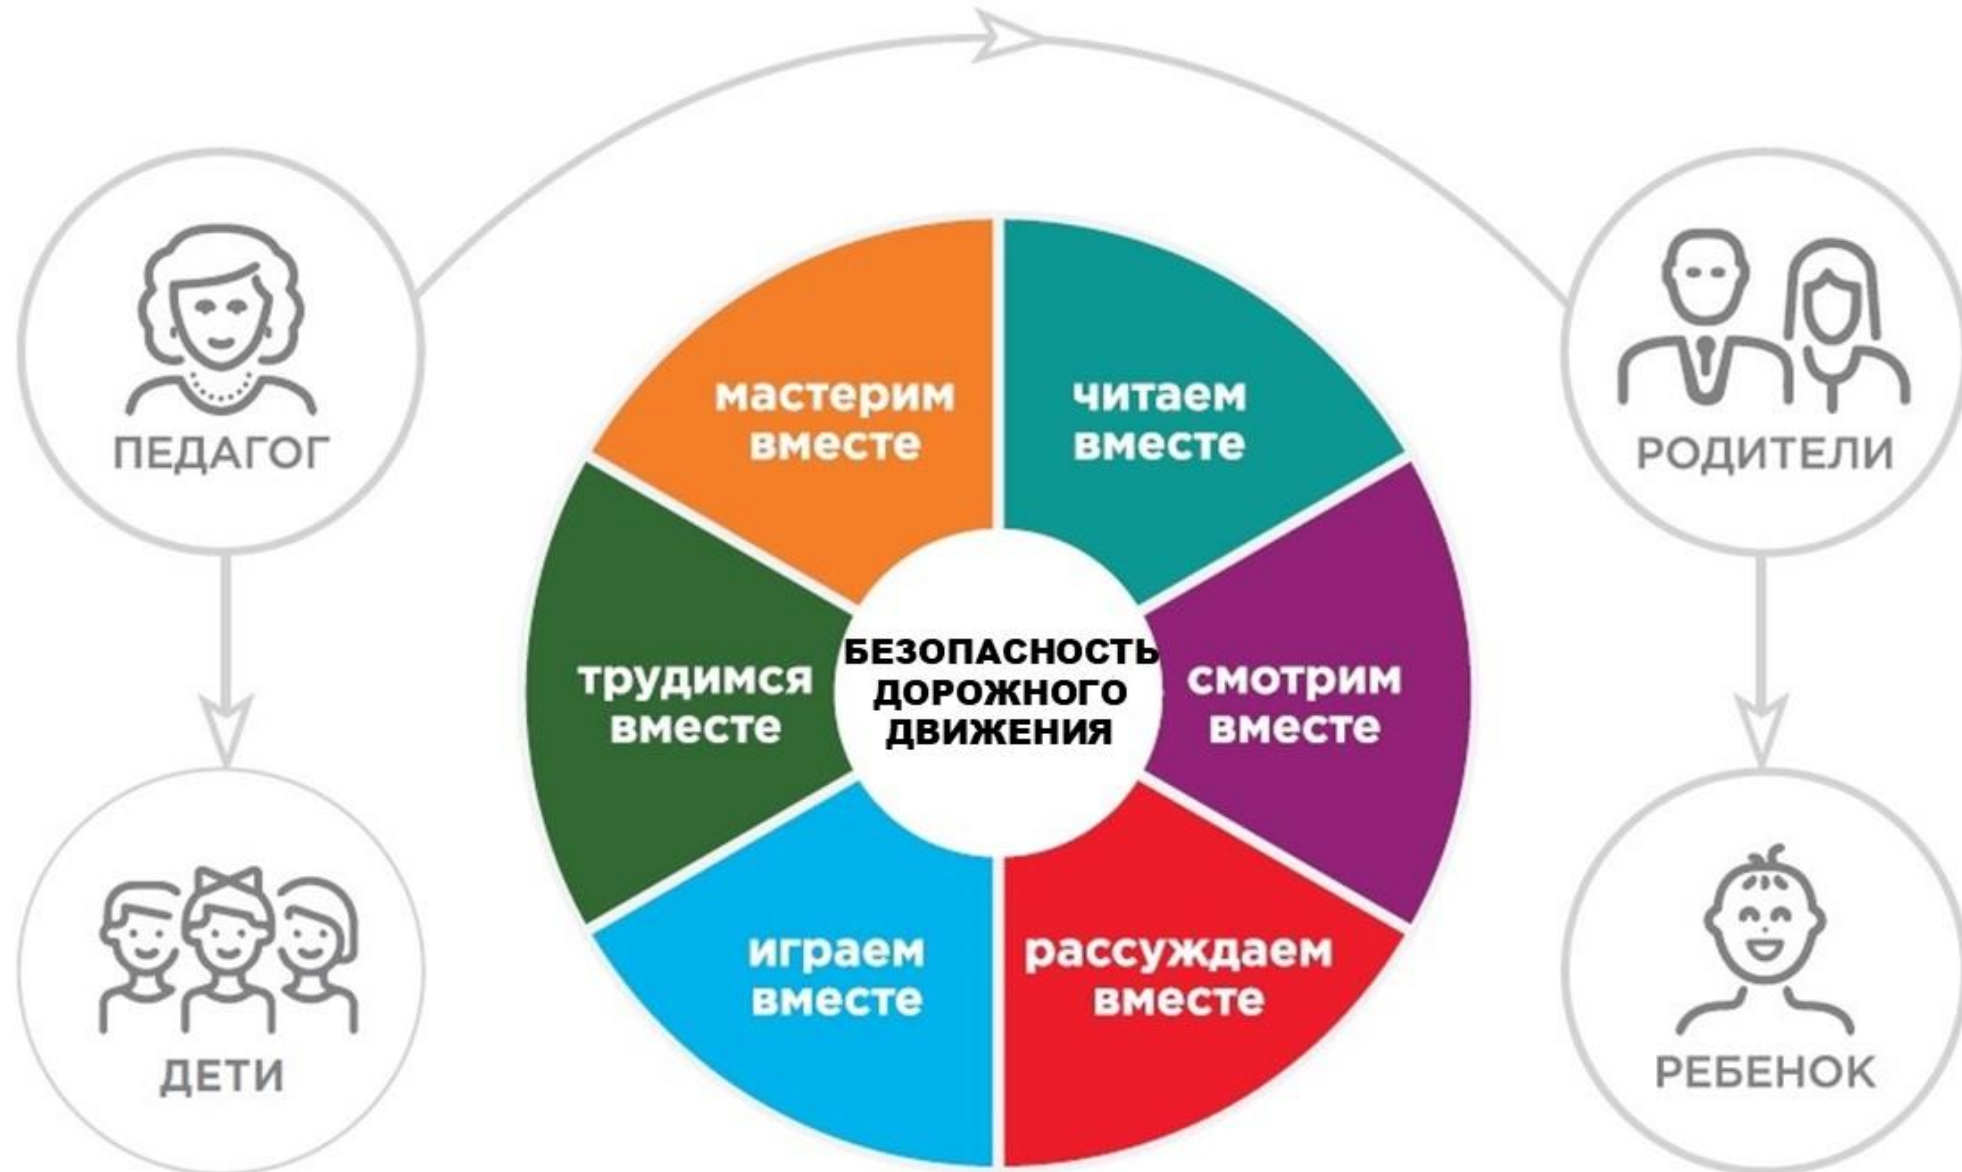 мастерим
вместе
читаем
вместе
ПЕДАГОГ
РОДИТЕЛИ
трудимся
вместе
БЕЗОПАСНОСТЬ
ДОРОЖНОГО
ДВИЖЕНИЯ
смотрим
вместе
играем
вместе
рассуждаем
вместе
ДЕТИ
РЕБЕНОК